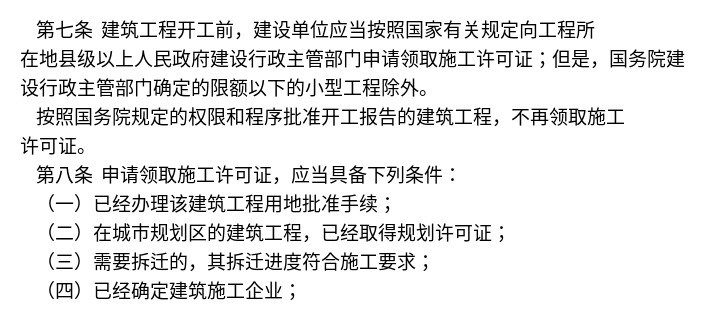 第七条 建筑工程开工前，建设单位应当按照国家有关规定向工程所
在地县级以上人民政府建设行政主管部门申请领取施工许可证；但是，国务院建
设行政主管部门确定的限额以下的小型工程除外。
按照国务院规定的权限和程序批准开工报告的建筑工程，不再领取施工
许可证。
第八条 申请领取施工许可证，应当具备下列条件：
（一）已经办理该建筑工程用地批准手续；
（二）在城市规划区的建筑工程，已经取得规划许可证；
（三）需要拆迁的，其拆迁进度符合施工要求；
（四）已经确定建筑施工企业；